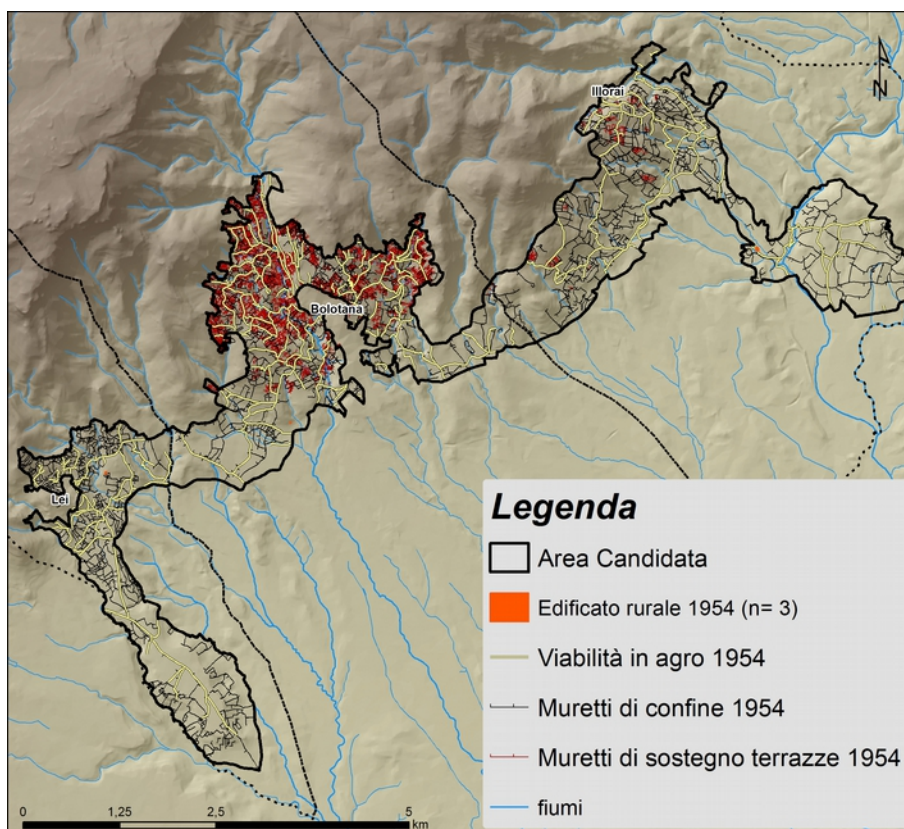 Illorai
N
Bolotana
Lei
Legenda
Area Candidata
Edificato rurale 1954 (n= 3)
Viabilità in agro 1954
Muretti di confine 1954
Muretti di sostegno terrazze 1954
fiumi
0 1,25 2,5 5
km